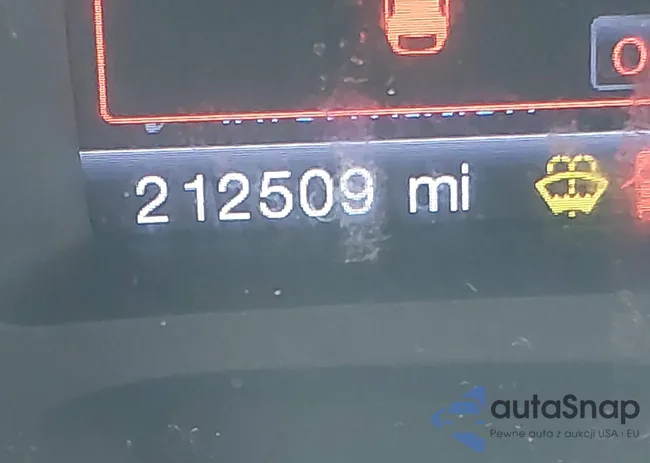 O
212509 mi
autaSnap
Pewne auto z aukcji USA i EU